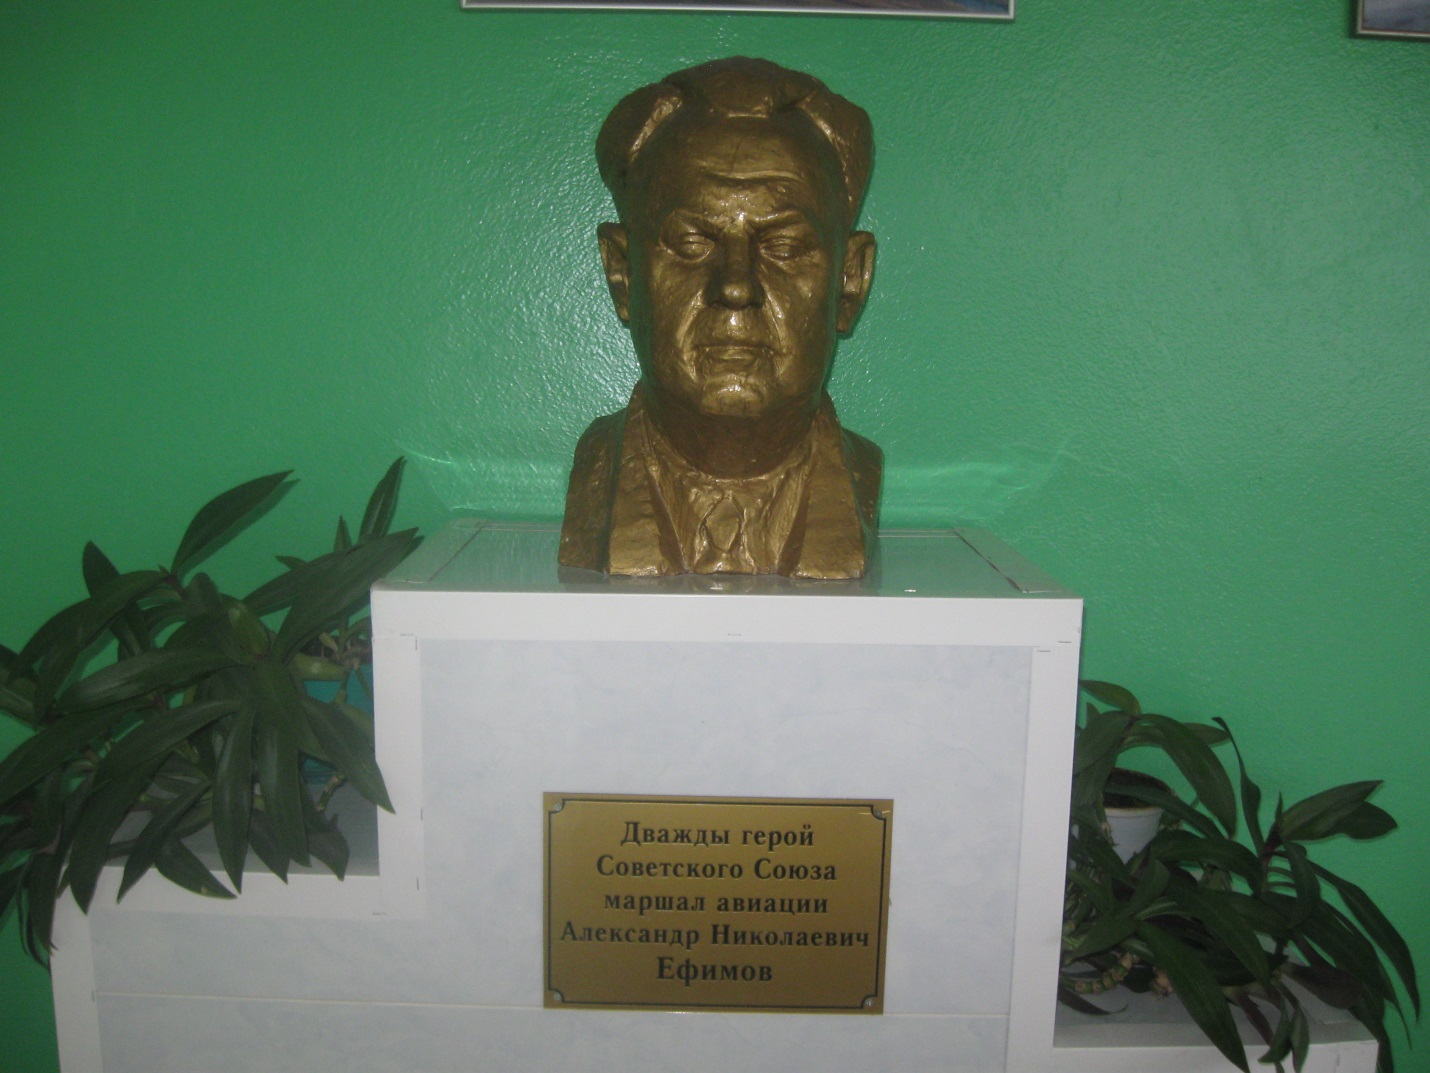 Дважды герой
Советского Союза
маршал авиации
Александр Николаевич
Ефимов